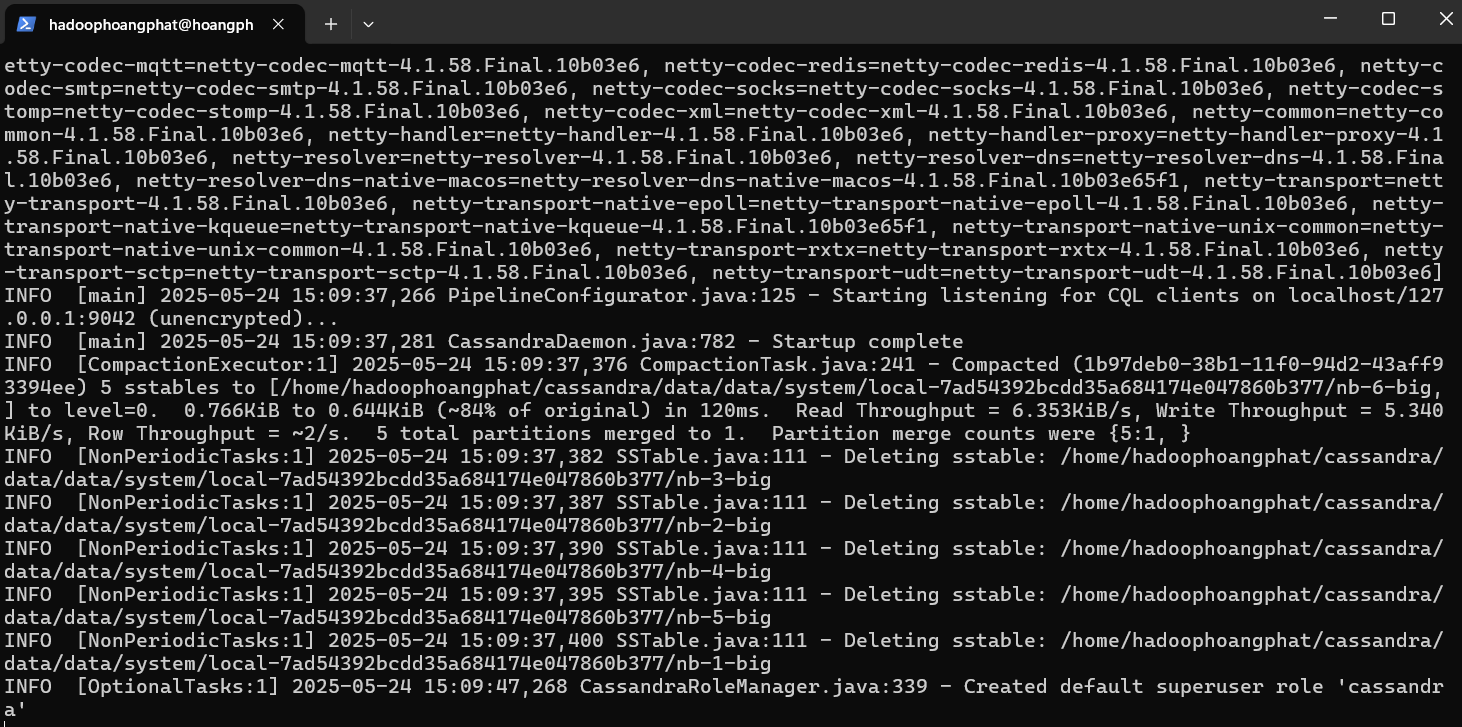 hadoophoangphat@hoangph
etty-codec-mqtt=netty-codec-mqtt-4.1.58.Final.10b03e6, netty-codec-redis=netty-codec-redis-4.1.58.Final.10b03e6, netty-c
odec-smtp=netty-codec-smtp-4.1.58.Final.10b03e6, netty-codec-socks=netty-codec-socks-4.1.58.Final.10b03e6, netty-codec-s
tomp=netty-codec-stomp-4.1.58.Final.10b03e6, netty-codec-xml=netty-codec-xml-4.1.58.Final.10b03e6, netty-common=netty-co
mmon-4.1.58.Final.10b03e6, netty-handler=netty-handler-4.1.58.Final.10b03e6, netty-handler-proxy=netty-handler-proxy-4.1
.58.Final.10b03e6, netty-resolver=netty-resolver-4.1.58.Final.10b03e6, netty-resolver-dns=netty-resolver-dns-4.1.58.Fina
l.10b03e6, netty-resolver-dns-native-macos=netty-resolver-dns-native-macos-4.1.58.Final.10b03e65f1, netty-transport=nett
y-transport-4.1.58.Final.10b03e6, netty-transport-native-epoll=netty-transport-native-epoll-4.1.58.Final.10b03e6, netty-
transport-native-kqueue=netty-transport-native-kqueue-4.1.58.Final.10b03e65f1, netty-transport-native-unix-common=netty-
transport-native-unix-common-4.1.58.Final.10b03e6, netty-transport-rxtx=netty-transport-rxtx-4.1.58.Final.10b03e6, netty
-transport-sctp=netty-transport-sctp-4.1.58.Final.10b03e6, netty-transport-udt=netty-transport-udt-4.1.58.Final.10b03e6]
INFO  [main] 2025-05-24 15:09:37,266 PipelineConfigurator.java:125 - Starting listening for CQL clients on localhost/127
.0.0.1:9042 (unencrypted)...
INFO  [main] 2025-05-24 15:09:37,281 CassandraDaemon.java:782 - Startup complete
INFO  [CompactionExecutor:1] 2025-05-24 15:09:37,376 CompactionTask.java:241 - Compacted (1b97deb0-38b1-11f0-94d2-43aff9
3394ee) 5 sstables to [/home/hadoophoangphat/cassandra/data/data/system/local-7ad54392bcdd35a684174e047860b377/nb-6-big,
] to level=0.  0.766KiB to 0.644KiB (~84% of original) in 120ms.  Read Throughput = 6.353KiB/s, Write Throughput = 5.340
KiB/s, Row Throughput = ~2/s.  5 total partitions merged to 1.  Partition merge counts were {5:1, }
INFO  [NonPeriodicTasks:1] 2025-05-24 15:09:37,382 SSTable.java:111 - Deleting sstable: /home/hadoophoangphat/cassandra/
data/data/system/local-7ad54392bcdd35a684174e047860b377/nb-3-big
INFO  [NonPeriodicTasks:1] 2025-05-24 15:09:37,387 SSTable.java:111 - Deleting sstable: /home/hadoophoangphat/cassandra/
data/data/system/local-7ad54392bcdd35a684174e047860b377/nb-2-big
INFO  [NonPeriodicTasks:1] 2025-05-24 15:09:37,390 SSTable.java:111 - Deleting sstable: /home/hadoophoangphat/cassandra/
data/data/system/local-7ad54392bcdd35a684174e047860b377/nb-4-big
INFO  [NonPeriodicTasks:1] 2025-05-24 15:09:37,395 SSTable.java:111 - Deleting sstable: /home/hadoophoangphat/cassandra/
data/data/system/local-7ad54392bcdd35a684174e047860b377/nb-5-big
INFO  [NonPeriodicTasks:1] 2025-05-24 15:09:37,400 SSTable.java:111 - Deleting sstable: /home/hadoophoangphat/cassandra/
data/data/system/local-7ad54392bcdd35a684174e047860b377/nb-1-big
INFO  [OptionalTasks:1] 2025-05-24 15:09:47,268 CassandraRoleManager.java:339 - Created default superuser role 'cassandr
a'